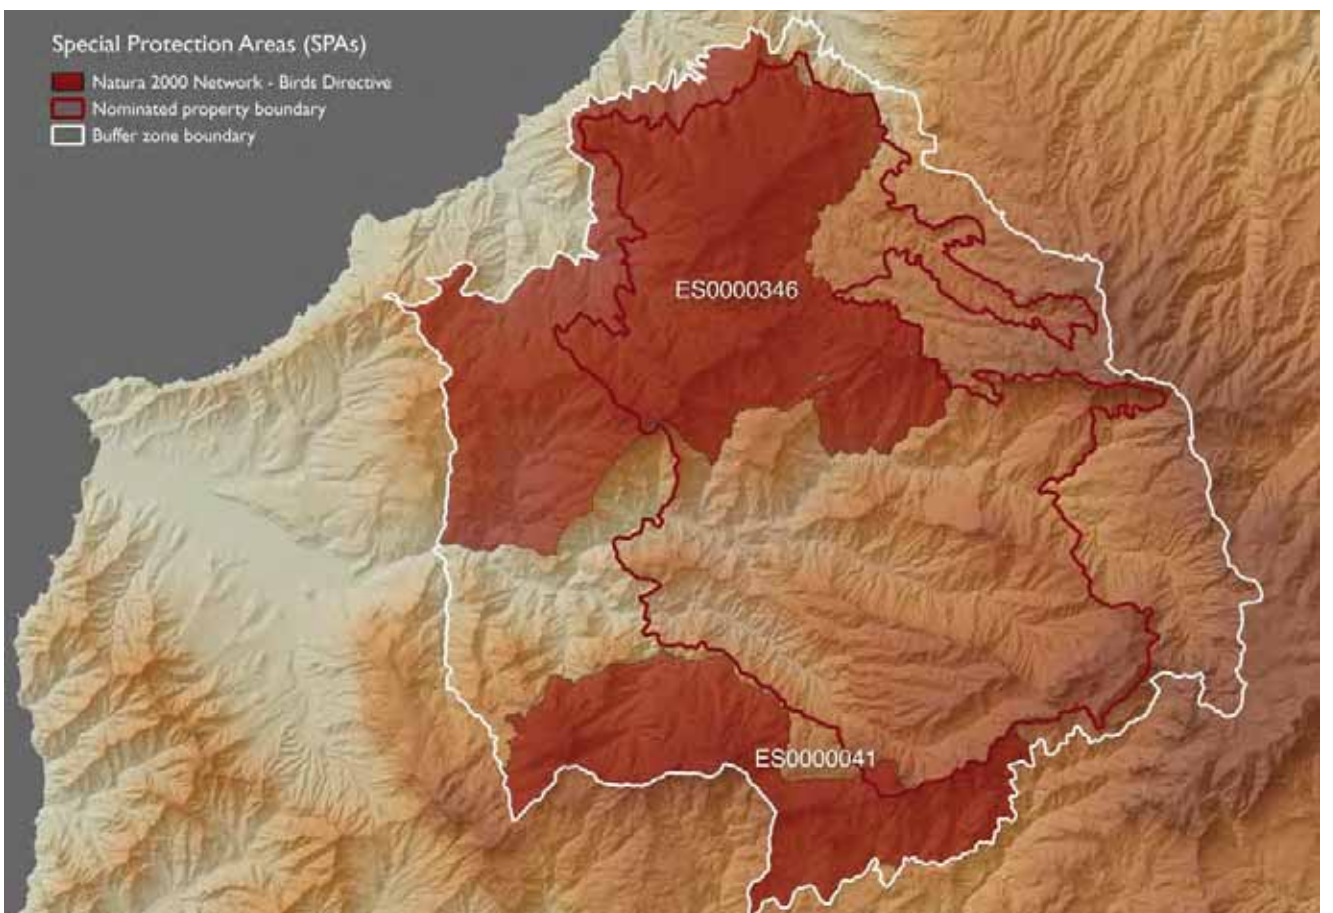 Special Protection Areas (SPAs)
Natura 2000 Network - Birds Directive
Nominated property boundary
Buffer zone boundary
ES0000346
ES0000041